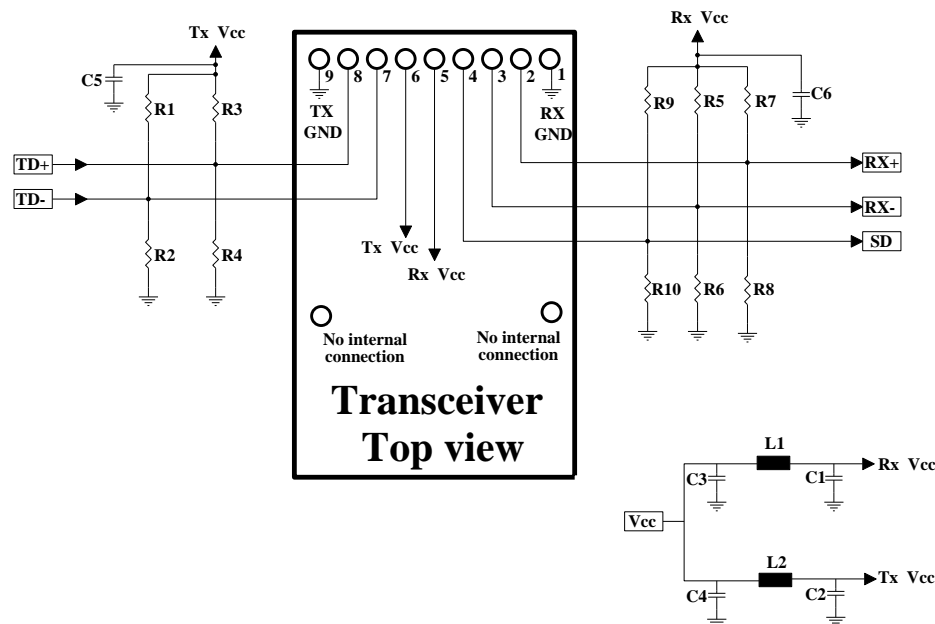 Tx Vcc
Rx Vcc
C5
R1
R3
9
8
7
6
5
4
3
2
1
TX
GND
RX
GND
R9
R5
R7
C6
TD+
TD-
RX+
RX-
SD
R2
R4
Tx Vcc
Rx Vcc
R10
R6
R8
No internal
connection
No internal
connection
Transceiver
Top view
L1
C3
C1
Rx Vcc
Vcc
L2
C4
C2
Tx Vcc